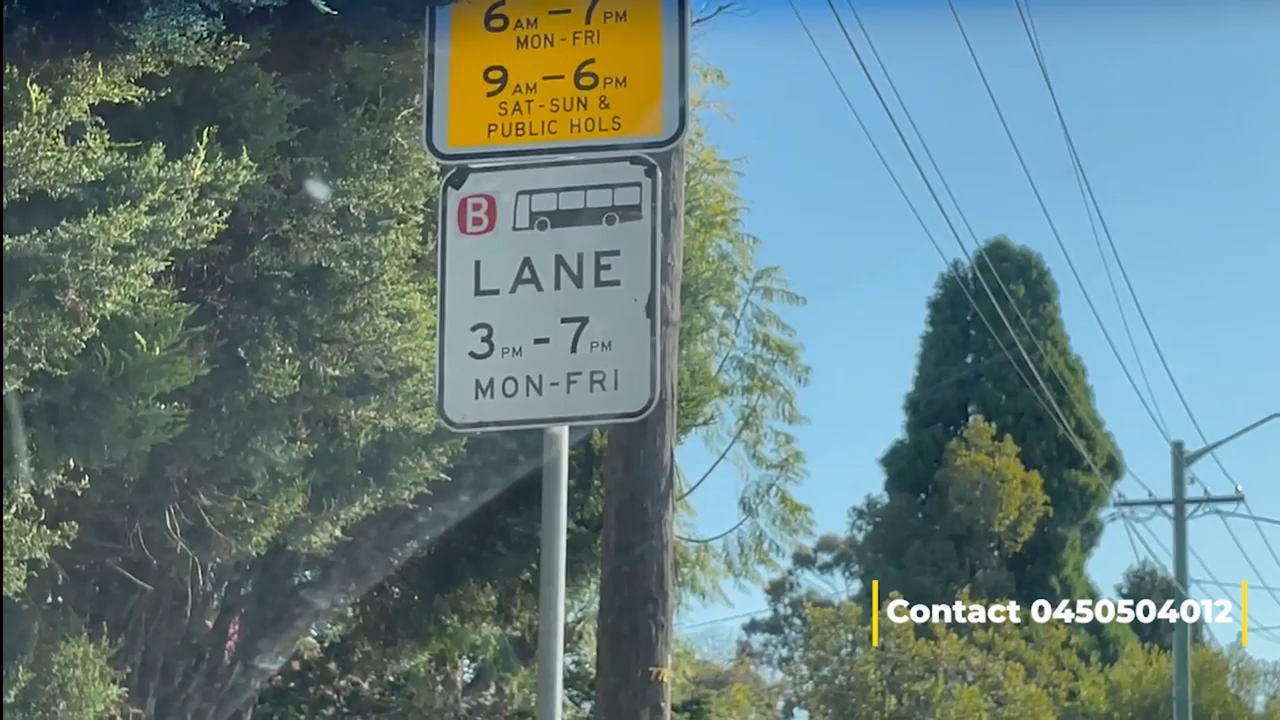 6AM-7PM
MON-FRI
9AM-6PM
SAT-SUN &
PUBLIC HOLS
B
LANE
3PM-7PM
MON-FRI
Contact 0450504012